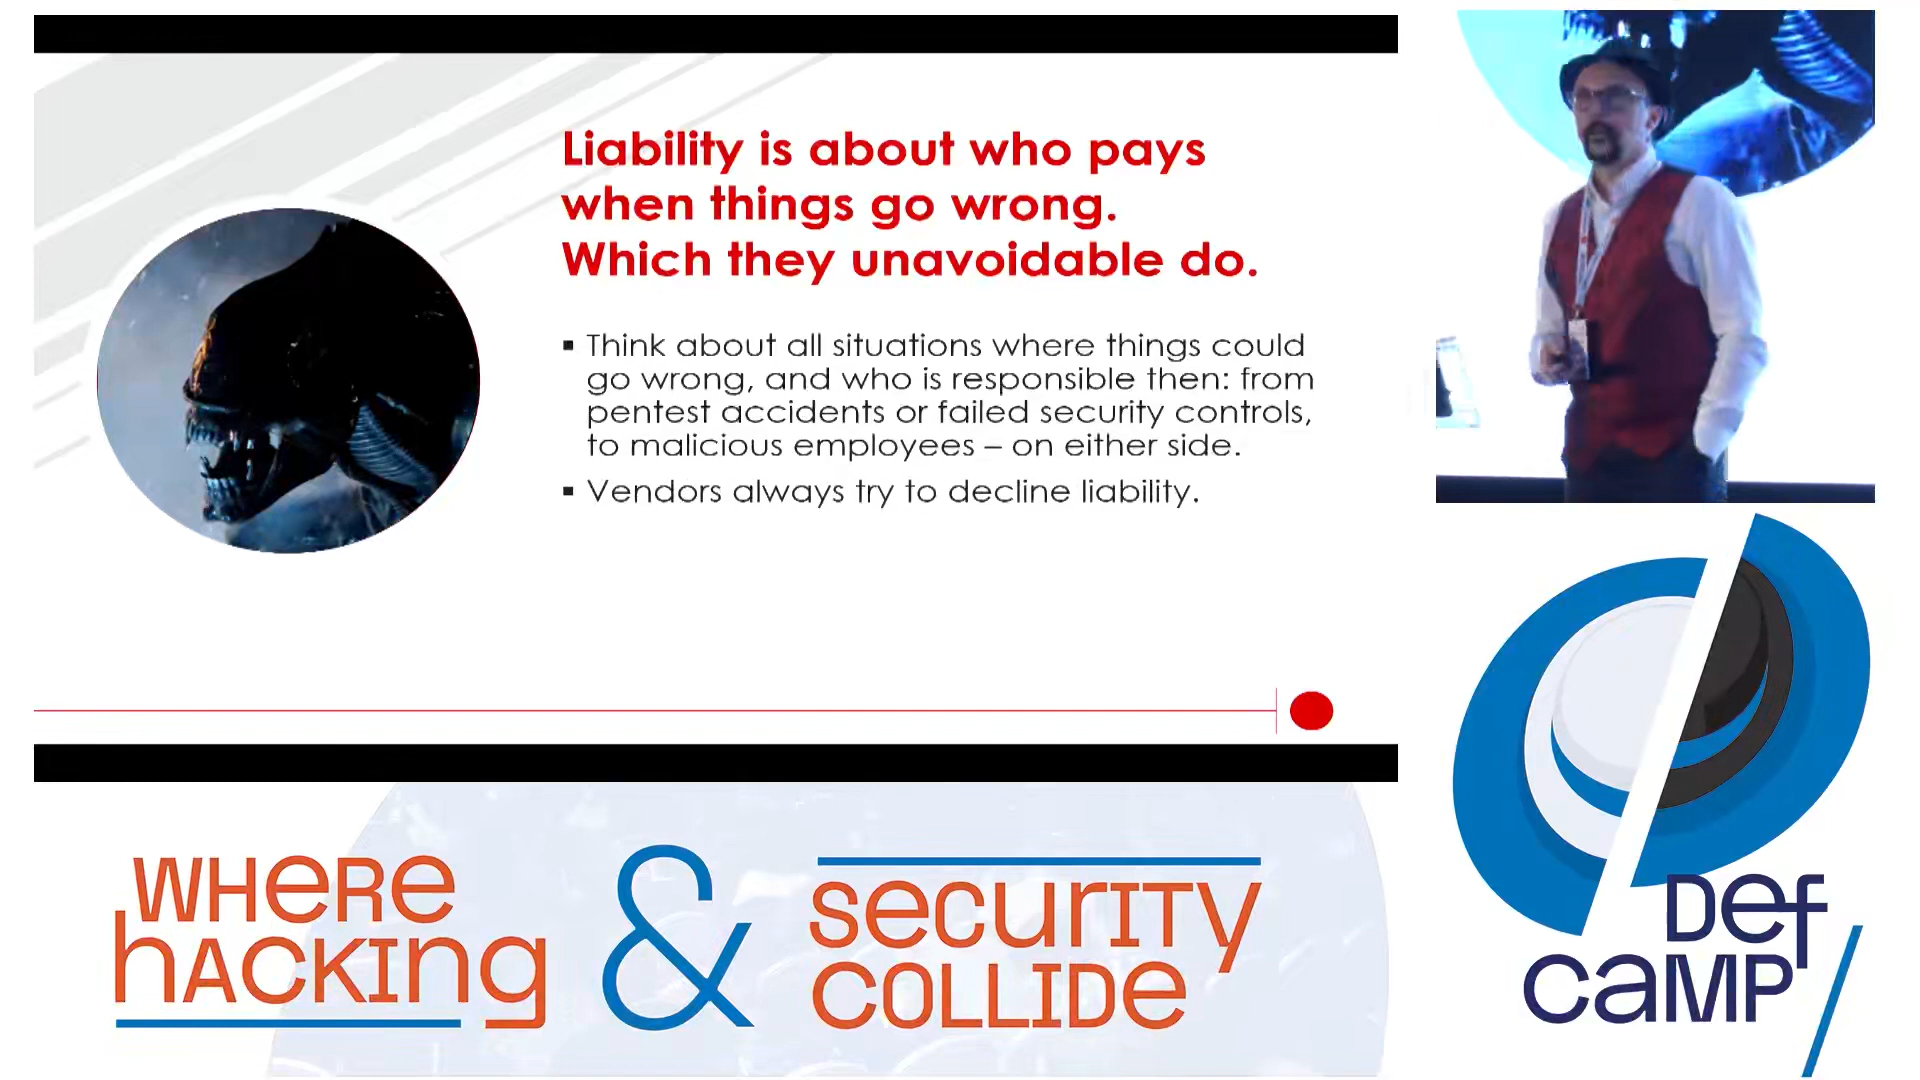 Liability is about who pays
when things go wrong.
Which they unavoidable do.
▪ Think about all situations where things could
go wrong, and who is responsible then: from
pentest accidents or failed security controls,
to malicious employees – on either side.
▪ Vendors always try to decline liability.
WHERE
HACKING
&
SECURITY
COLLIDE
DEF
CAMP